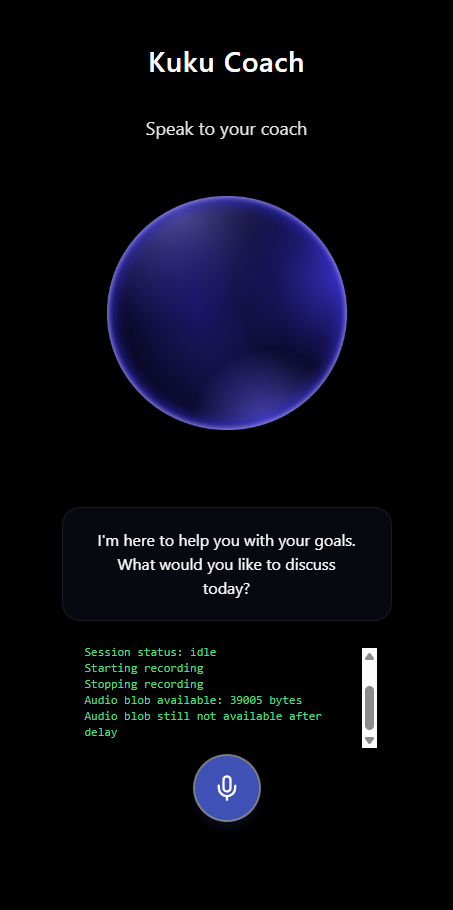 Kuku Coach
Speak to your coach
I'm here to help you with your goals.
What would you like to discuss
today?
Session status: idle
Starting recording
Stopping recording
Audio blob available: 39005 bytes
Audio blob still not available after
delay